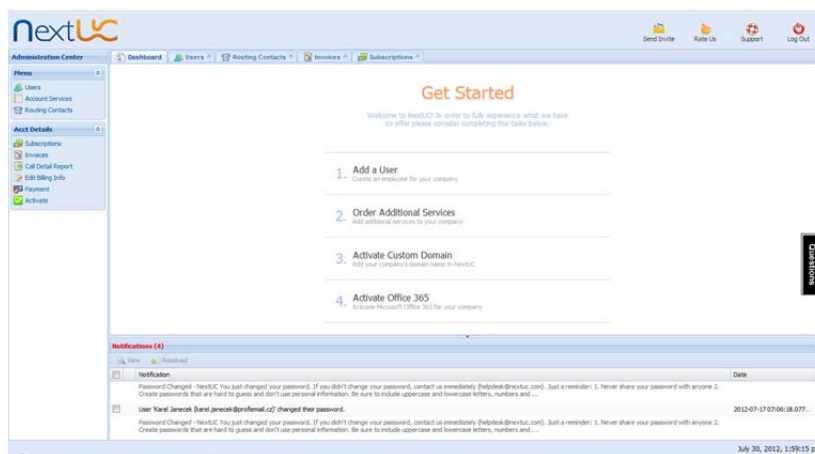 NextUC
Send Invite
Rate Us
Support
Log Out
Administration Center
Dashboard
Users
Routing Contacts
Invoices
Subscriptions
Menu
Users
Account Services
Routing Contacts
Acct Details
Subscriptions
Invoices
Call Detail Report
Edit Billing Info
Payment
Activate
Get Started
Welcome to NextUC! In order to fully experience what we have
to offer please consider completing the tasks below.
1. Add a User
Create an employee for your company
2. Order Additional Services
Add additional services to your company
3. Activate Custom Domain
Add your company's domain name to NextUC
4. Activate Office 365
Activate Microsoft Office 365 for your company
Questions
Notifications (4)
View
Resolved
Notification
Date
Password Changed - NextUC You just changed your password. If you didn't change your password, contact us immediately (helpdesk@nextuc.com). Just a reminder: 1. Never share your password with anyone 2.
Create passwords that are hard to guess and don't use personal information. Be sure to include uppercase and lowercase letters, numbers and ...
User 'Karel Janecek (karel.janecek@profiemail.cz)' changed their password.
2012-07-17 07:06:18.077...
Password Changed - NextUC You just changed your password. If you didn't change your password, contact us immediately (helpdesk@nextuc.com). Just a reminder: 1. Never share your password with anyone 2.
Create passwords that are hard to guess and don't use personal information. Be sure to include uppercase and lowercase letters, numbers and ...
July 30, 2012, 1:59:15 p